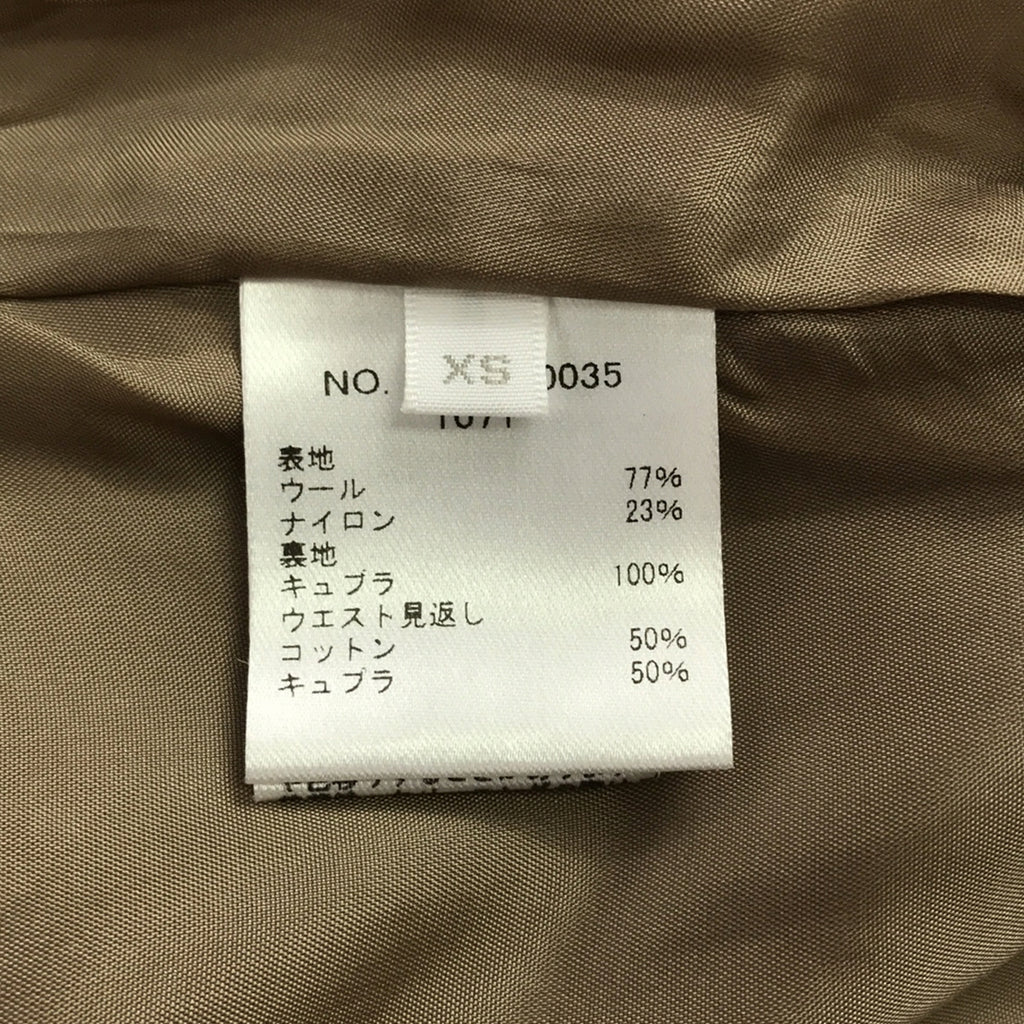 XS
NO. 0035
表地
ウール 77%
ナイロン 23%
裏地
キュプラ 100%
ウエスト見返し
コットン 50%
キュプラ 50%